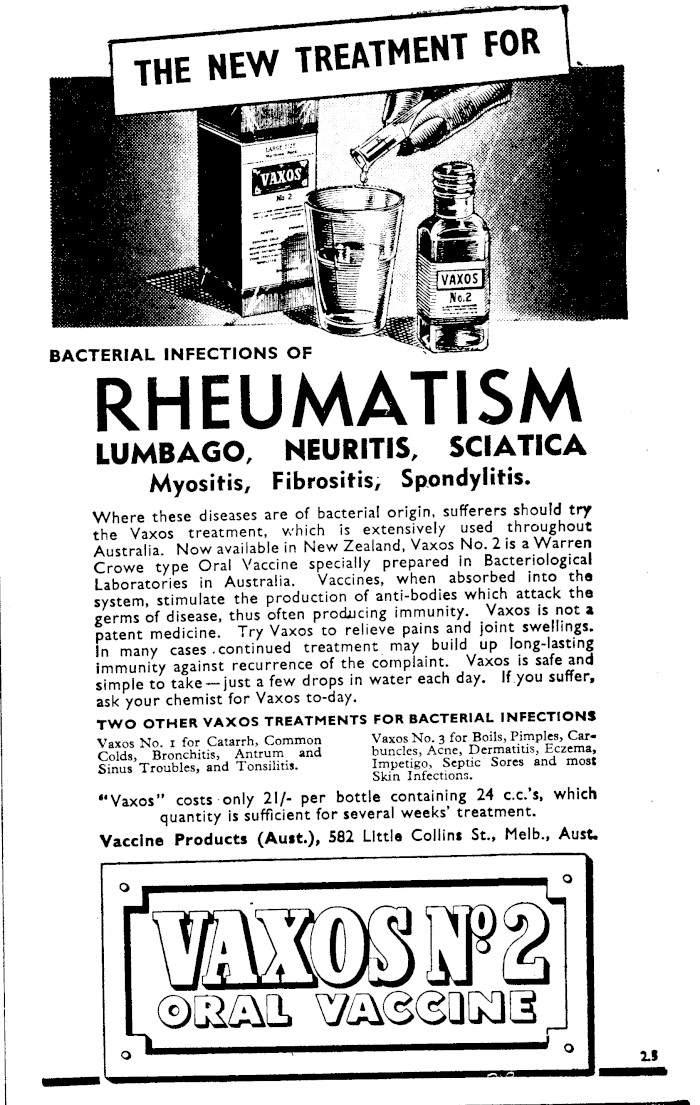 THE NEW TREATMENT FOR
LARGE SIZE
VAXOS
No 2
VAXOS
No. 2
BACTERIAL INFECTIONS OF
RHEUMATISM
LUMBAGO, NEURITIS, SCIATICA
Myositis, Fibrositis, Spondylitis.
Where these diseases are of bacterial origin, sufferers should try
the Vaxos treatment, which is extensively used throughout
Australia. Now available in New Zealand, Vaxos No. 2 is a Warren
Crowe type Oral Vaccine specially prepared in Bacteriological
Laboratories in Australia. Vaccines, when absorbed into the
system, stimulate the production of anti-bodies which attack the
germs of disease, thus often producing immunity. Vaxos is not a
patent medicine. Try Vaxos to relieve pains and joint swellings.
In many cases continued treatment may build up long-lasting
immunity against recurrence of the complaint. Vaxos is safe and
simple to take—just a few drops in water each day. If you suffer,
ask your chemist for Vaxos to-day.
TWO OTHER VAXOS TREATMENTS FOR BACTERIAL INFECTIONS
Vaxos No. 1 for Catarrh, Common
Colds, Bronchitis, Antrum and
Sinus Troubles, and Tonsilitis.
Vaxos No. 3 for Boils, Pimples, Car-
buncles, Acne, Dermatitis, Eczema,
Impetigo, Septic Sores and most
Skin Infections.
"Vaxos" costs only 21/- per bottle containing 24 c.c.'s, which
quantity is sufficient for several weeks' treatment.
Vaccine Products (Aust.), 582 Little Collins St., Melb., Aust.
VAXOS No. 2
ORAL VACCINE
2.5